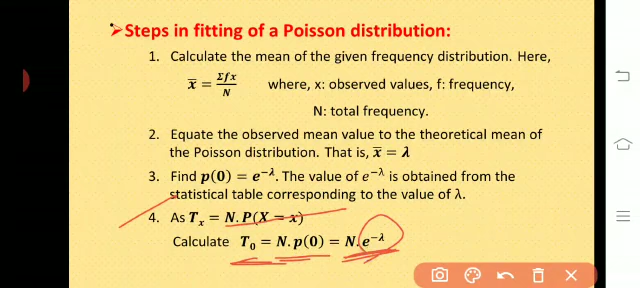 ➢Steps in fitting of a Poisson distribution:
1. Calculate the mean of the given frequency distribution. Here,
x̅ = Σfx/N where, x: observed values, f: frequency,
N: total frequency.
2. Equate the observed mean value to the theoretical mean of
the Poisson distribution. That is, x̅ = λ
3. Find p(0) = e^−λ. The value of e^−λ is obtained from the
statistical table corresponding to the value of λ.
4. As Tₓ = N.P(X = x)
Calculate T₀ = N.p(0) = N.e^−λ